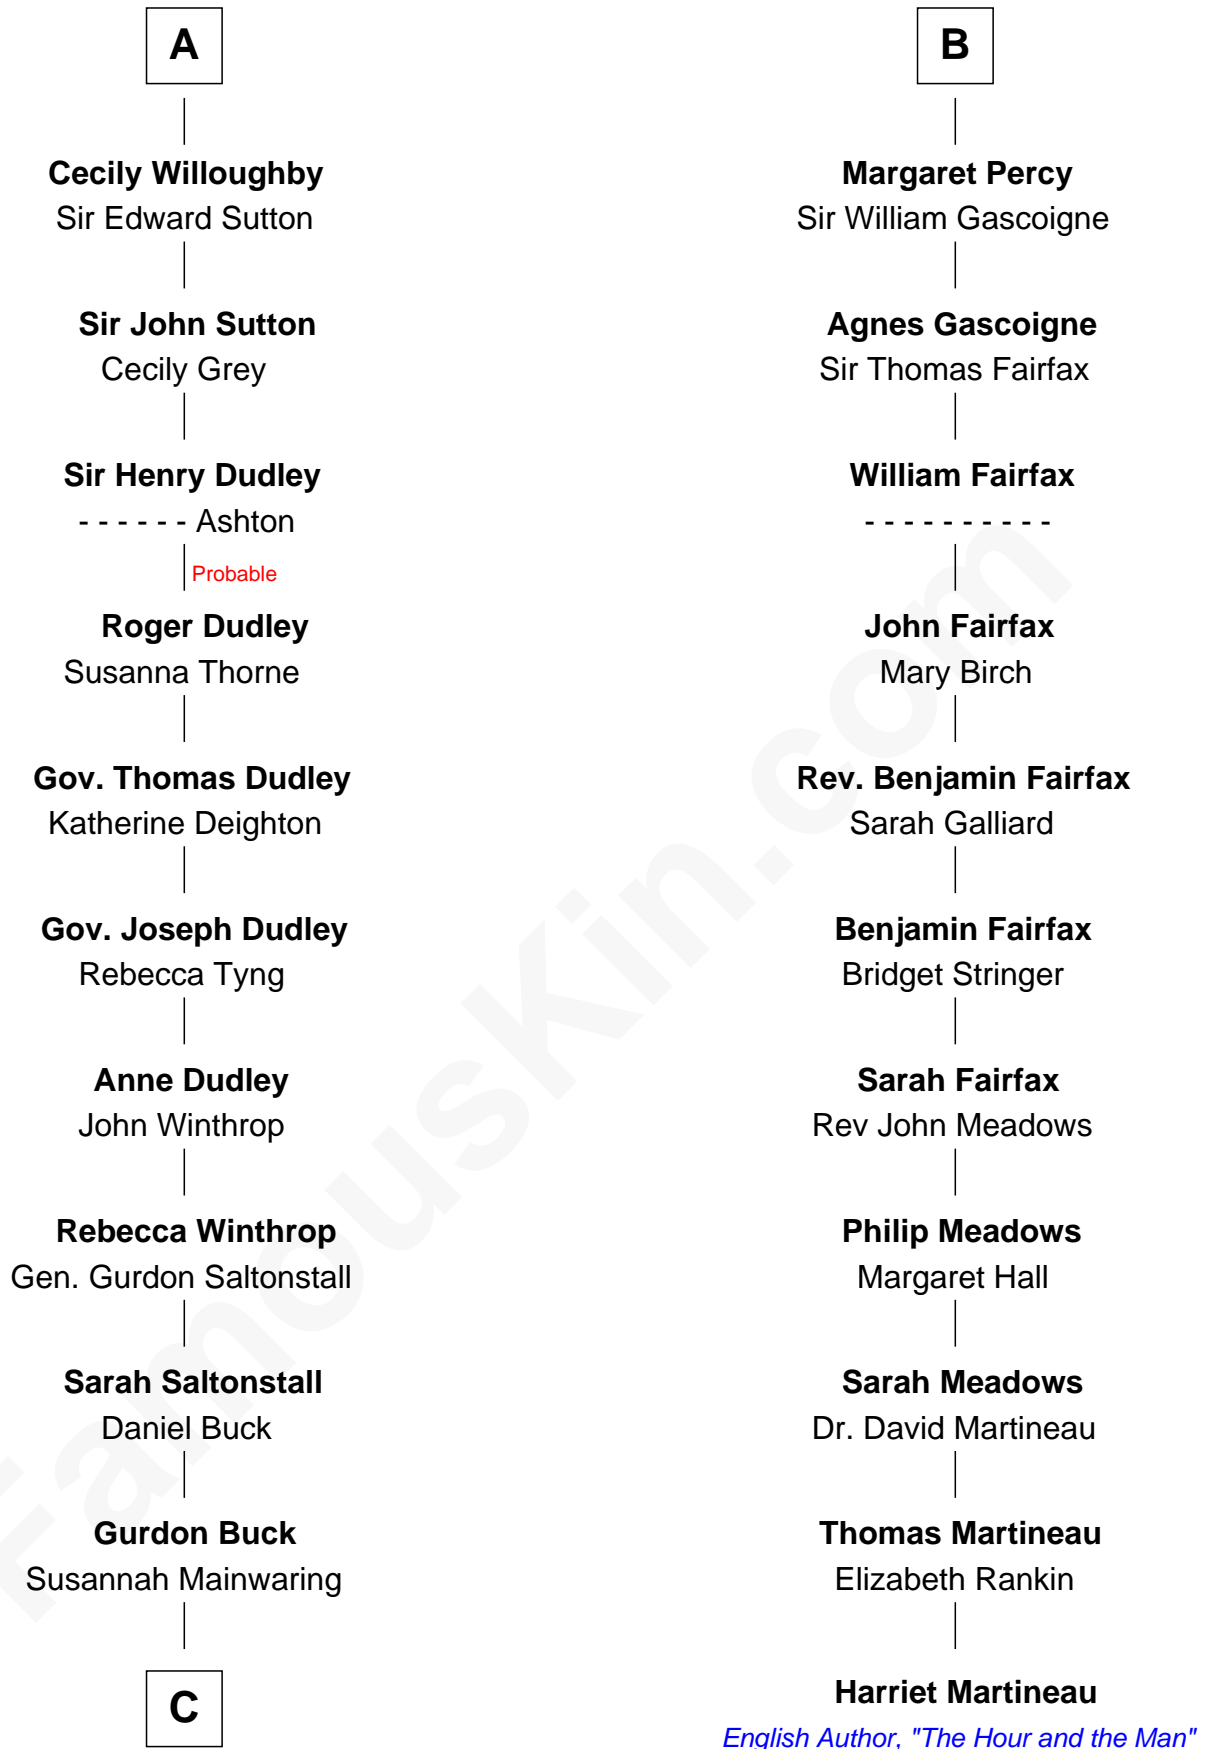 A
Cecily Willoughby
Sir Edward Sutton
Sir John Sutton
Cecily Grey
Sir Henry Dudley
- - - - - - Ashton
Probable
Roger Dudley
Susanna Thorne
Gov. Thomas Dudley
Katherine Deighton
Gov. Joseph Dudley
Rebecca Tyng
Anne Dudley
John Winthrop
Rebecca Winthrop
Gen. Gurdon Saltonstall
Sarah Saltonstall
Daniel Buck
Gurdon Buck
Susannah Mainwaring
C
B
Margaret Percy
Sir William Gascoigne
Agnes Gascoigne
Sir Thomas Fairfax
William Fairfax
- - - - - - - - - -
John Fairfax
Mary Birch
Rev. Benjamin Fairfax
Sarah Galliard
Benjamin Fairfax
Bridget Stringer
Sarah Fairfax
Rev John Meadows
Philip Meadows
Margaret Hall
Sarah Meadows
Dr. David Martineau
Thomas Martineau
Elizabeth Rankin
Harriet Martineau
English Author, "The Hour and the Man"
FamousKin.com